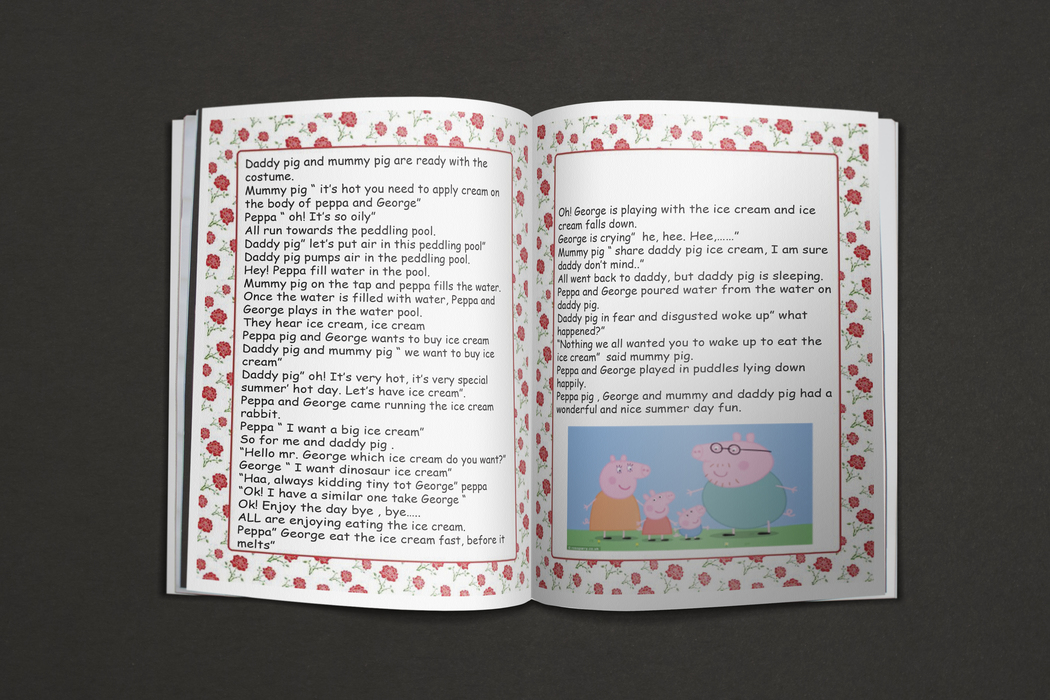 Daddy pig and mummy pig are ready with the
costume.
Mummy pig “ it's hot you need to apply cream on
the body of peppa and George”
Peppa “ oh! It's so oily”
All run towards the peddling pool.
Daddy pig” let's put air in this peddling pool”
Daddy pig pumps air in the peddling pool.
Hey! Peppa fill water in the pool.
Mummy pig on the tap and peppa fills the water.
Once the water is filled with water, Peppa and
George plays in the water pool.
They hear ice cream, ice cream
Peppa pig and George wants to buy ice cream
Daddy pig and mummy pig “ we want to buy ice
cream”
Daddy pig” oh! It's very hot, it's very special
summer’ hot day. Let's have ice cream”.
Peppa and George came running the ice cream
rabbit.
Peppa “ I want a big ice cream”
So for me and daddy pig .
“Hello mr. George which ice cream do you want?”
George “ I want dinosaur ice cream”
“Haa, always kidding tiny tot George” peppa
“Ok! I have a similar one take George “
Ok! Enjoy the day bye , bye…..
ALL are enjoying eating the ice cream.
Peppa” George eat the ice cream fast, before it
melts”
Oh! George is playing with the ice cream and ice
cream falls down.
George is crying” he, hee. Hee,……”
Mummy pig “ share daddy pig ice cream, I am sure
daddy don't mind..”
All went back to daddy, but daddy pig is sleeping.
Peppa and George poured water from the water on
daddy pig.
Daddy pig in fear and disgusted woke up” what
happened?”
“Nothing we all wanted you to wake up to eat the
ice cream” said mummy pig.
Peppa and George played in puddles lying down
happily.
Peppa pig , George and mummy and daddy pig had a
wonderful and nice summer day fun.